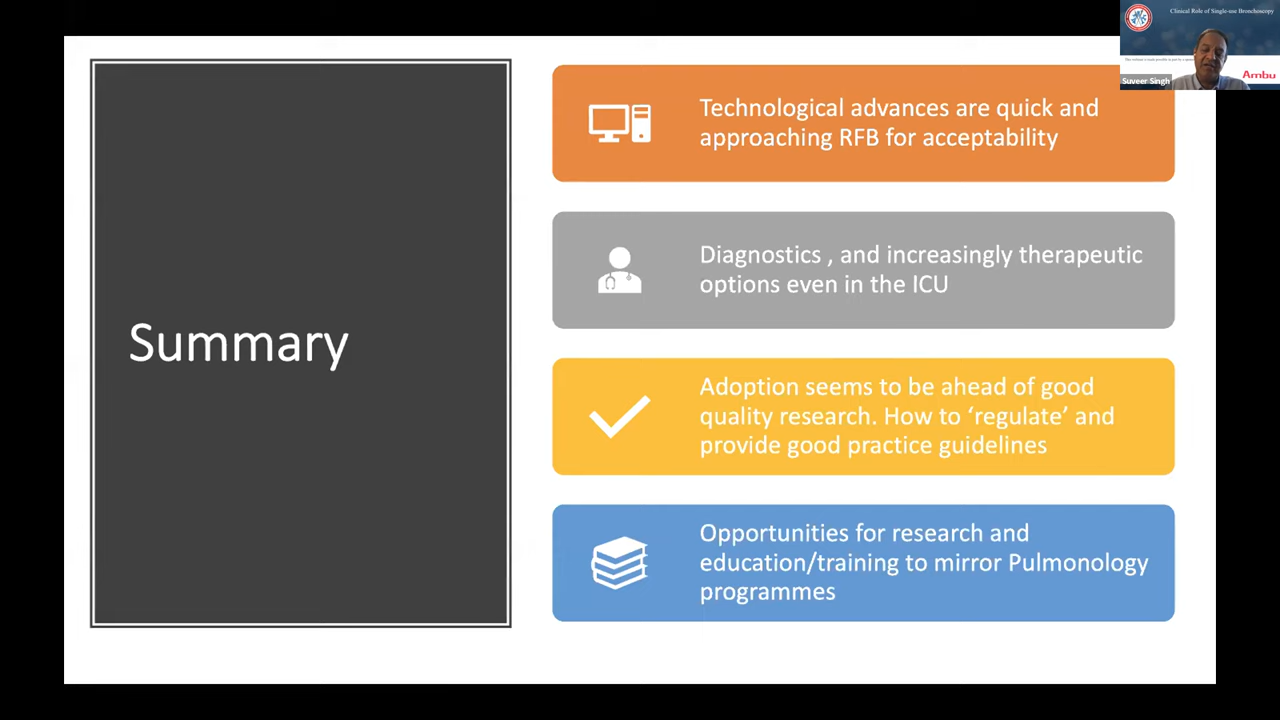 Clinical Role of Single-use Bronchoscopy
Ambu
Suveer Singh
Summary
Technological advances are quick and
approaching RFB for acceptability
Diagnostics , and increasingly therapeutic
options even in the ICU
Adoption seems to be ahead of good
quality research. How to ‘regulate’ and
provide good practice guidelines
Opportunities for research and
education/training to mirror Pulmonology
programmes